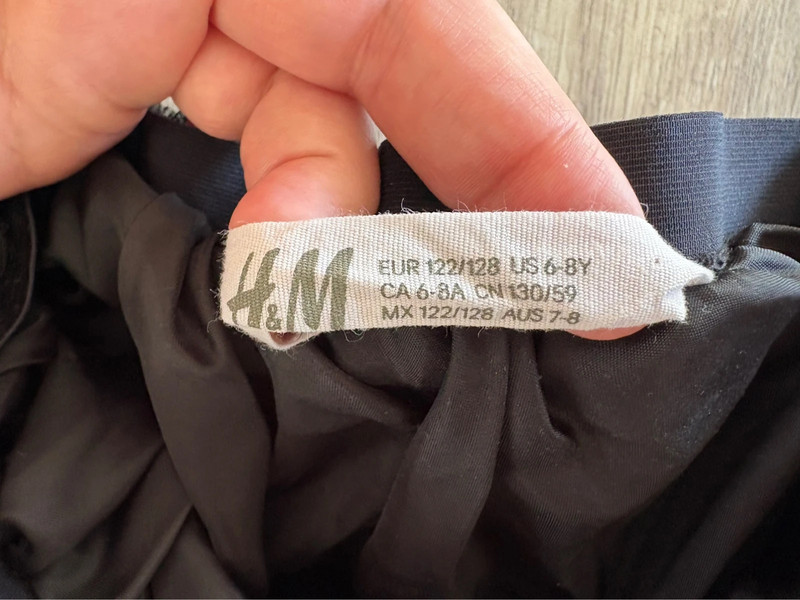 H&M
EUR 122/128 US 6-8Y
CA 6-8A CN 130/59
MX 122/128 AUS 7-8